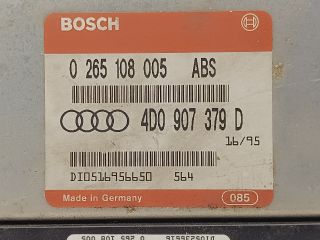 BOSCH
0 265 108 005 ABS
4D0 907 379 D
16/95
DI0516956650 564
Made in Germany 085